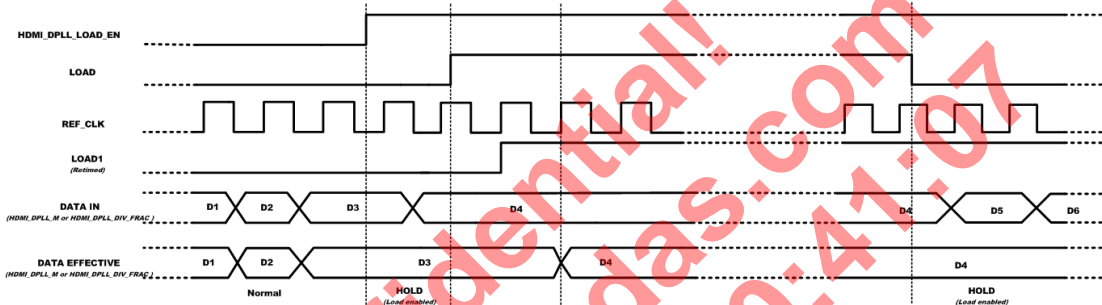 HDMI_DPLL_LOAD_EN
LOAD
REF_CLK
LOAD1
(Retimed)
DATA IN
(HDMI_DPLL_M or HDMI_DPLL_DIV_FRAC )
D1 D2 D3 D4 D4 D5 D6
DATA EFFECTIVE
(HDMI_DPLL_M or HDMI_DPLL_DIV_FRAC )
D1 D2 D3 D4 D4
Normal
HOLD
(Load enabled)
HOLD
(Load enabled)
fidential!
das.com
0:41:07